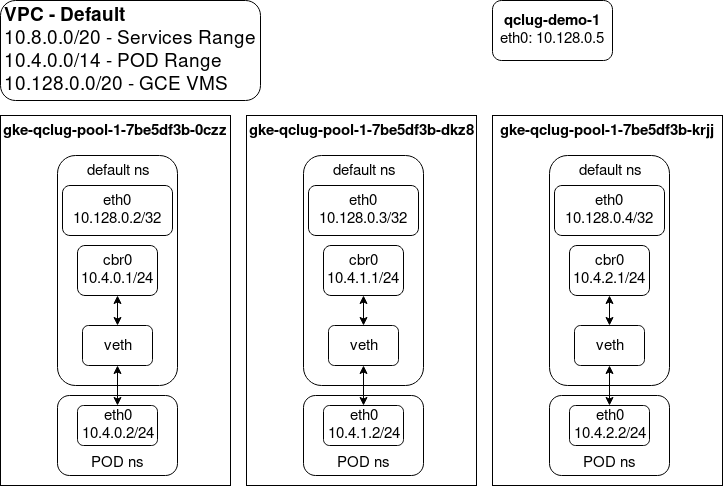 VPC - Default
10.8.0.0/20 - Services Range
10.4.0.0/14 - POD Range
10.128.0.0/20 - GCE VMS
qclug-demo-1
eth0: 10.128.0.5
gke-qclug-pool-1-7be5df3b-0czz
default ns
eth0
10.128.0.2/32
cbr0
10.4.0.1/24
veth
eth0
10.4.0.2/24
POD ns
gke-qclug-pool-1-7be5df3b-dkz8
default ns
eth0
10.128.0.3/32
cbr0
10.4.1.1/24
veth
eth0
10.4.1.2/24
POD ns
gke-qclug-pool-1-7be5df3b-krjj
default ns
eth0
10.128.0.4/32
cbr0
10.4.2.1/24
veth
eth0
10.4.2.2/24
POD ns